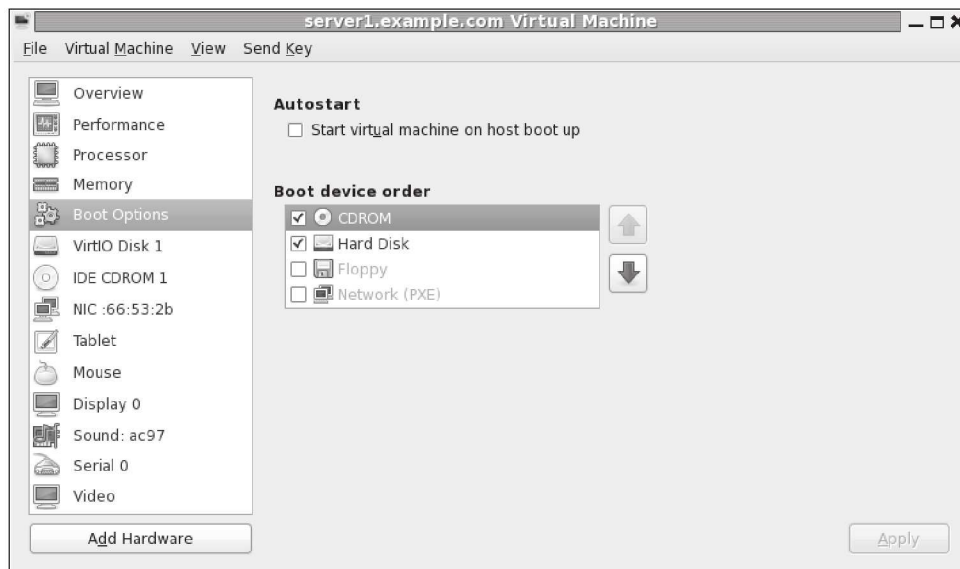 server1.example.com Virtual Machine
File Virtual Machine View Send Key
Overview
Performance
Processor
Memory
Boot Options
VirtIO Disk 1
IDE CDROM 1
NIC :66:53:2b
Tablet
Mouse
Display 0
Sound: ac97
Serial 0
Video
Add Hardware
Autostart
Start virtual machine on host boot up
Boot device order
CDROM
Hard Disk
Floppy
Network (PXE)
Apply